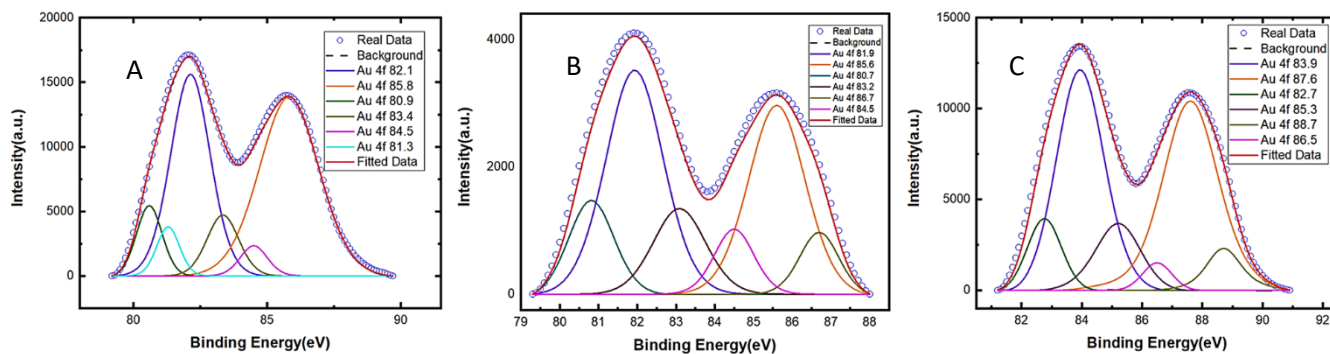 A
Intensity(a.u.)
20000
15000
10000
5000
0
80
85
90
Binding Energy(eV)
Real Data
Background
Au 4f 82.1
Au 4f 85.8
Au 4f 80.9
Au 4f 83.4
Au 4f 84.5
Au 4f 81.3
Fitted Data
B
Intensity(a.u.)
4000
2000
0
79
80
81
82
83
84
85
86
87
88
Binding Energy(eV)
Real Data
Background
Au 4f 81.9
Au 4f 85.6
Au 4f 80.7
Au 4f 83.2
Au 4f 86.7
Au 4f 84.5
Fitted Data
C
Intensity(a.u.)
15000
10000
5000
0
82
84
86
88
90
92
Binding Energy(eV)
Real Data
Background
Au 4f 83.9
Au 4f 87.6
Au 4f 82.7
Au 4f 85.3
Au 4f 88.7
Au 4f 86.5
Fitted Data